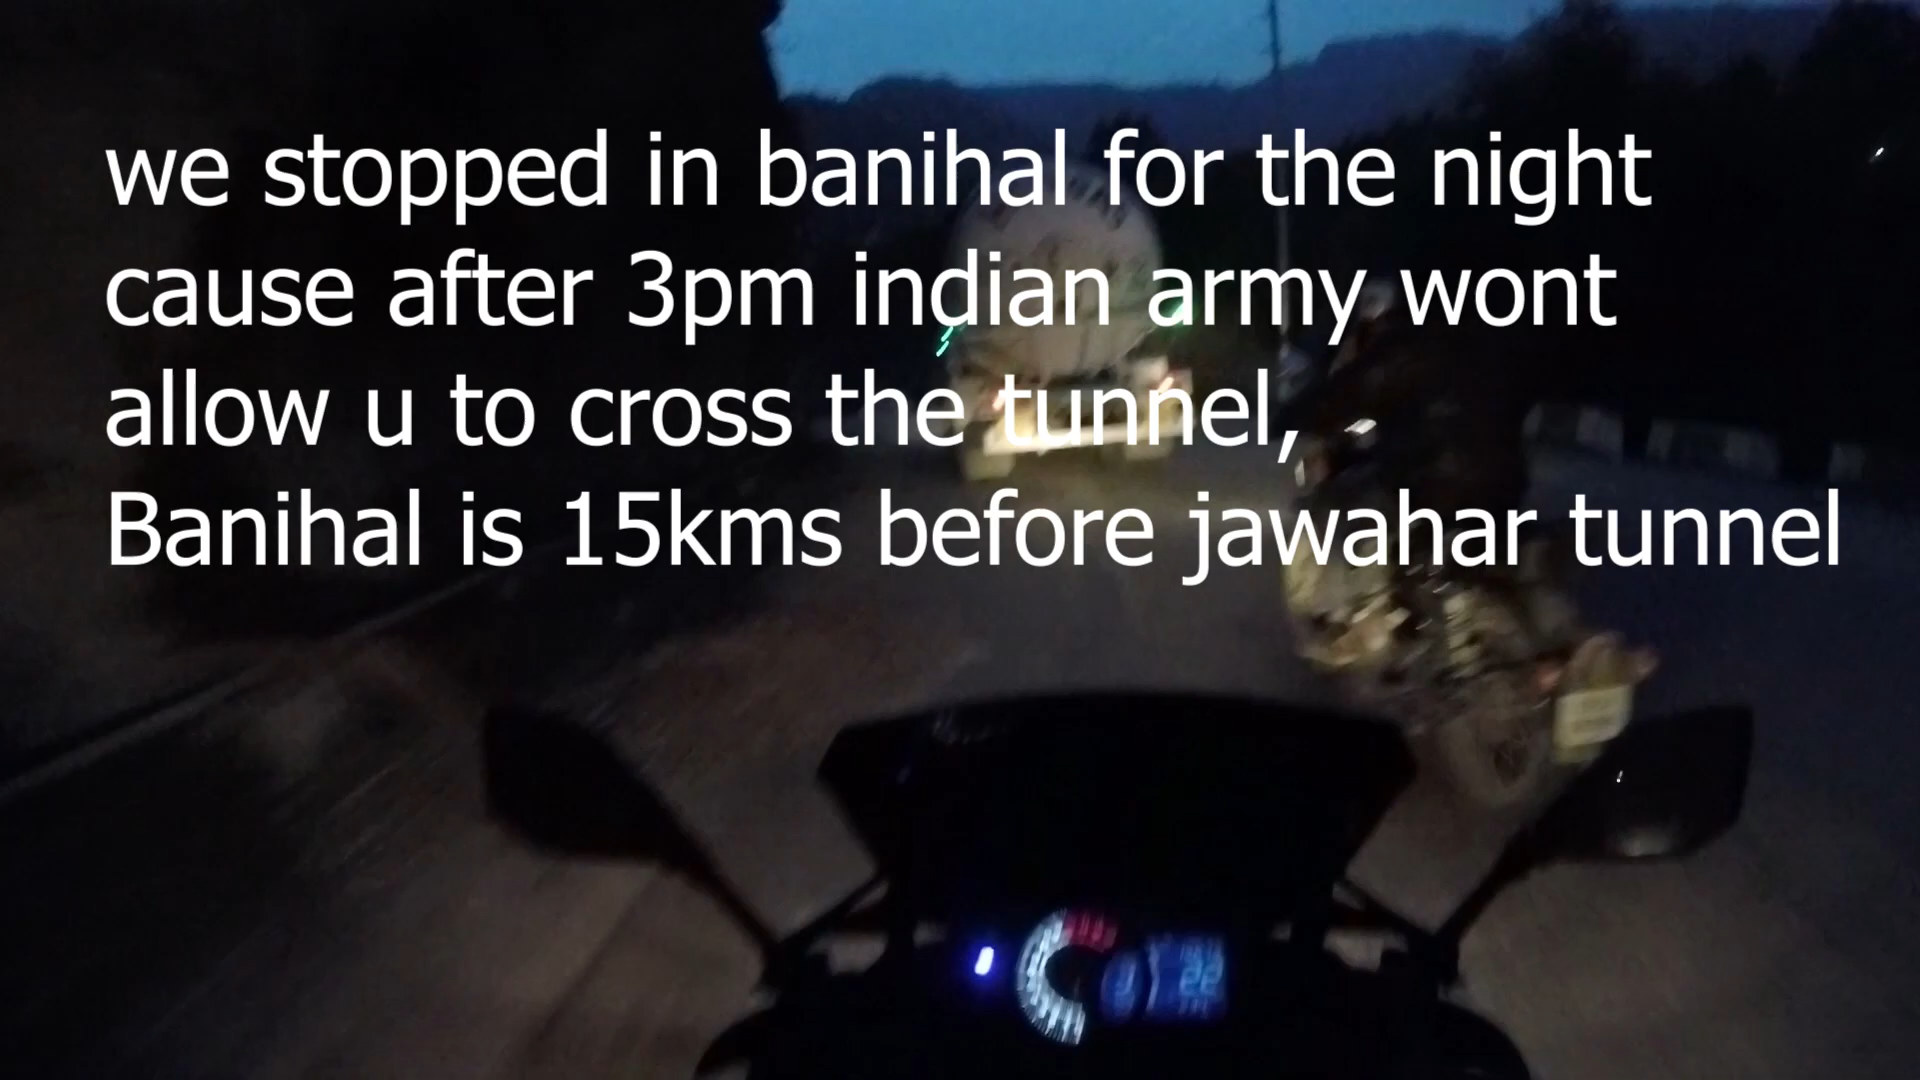 we stopped in banihal for the night
cause after 3pm indian army wont
allow u to cross the tunnel,
Banihal is 15kms before jawahar tunnel
22